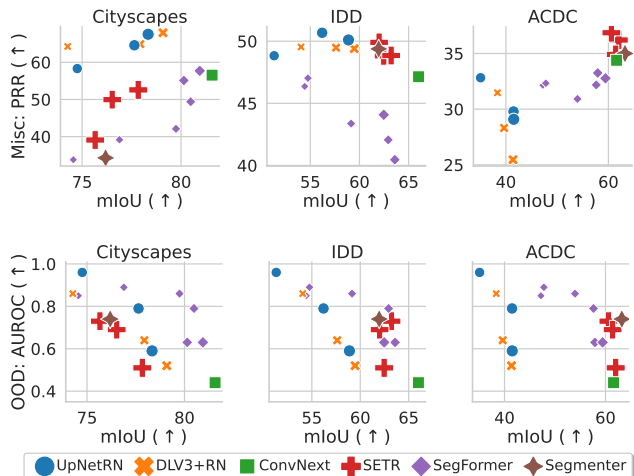 Cityscapes IDD ACDC
Misc: PRR (↑)
60
50
40
50
45
40
35
30
25
75 80 55 60 65 40 50 60
mIoU (↑) mIoU (↑) mIoU (↑)
Cityscapes IDD ACDC
OOD: AUROC (↑)
1.0
0.8
0.6
0.4
75 80 55 60 65 40 50 60
mIoU (↑) mIoU (↑) mIoU (↑)
UpNetRN DLV3+RN ConvNext SETR SegFormer Segmenter